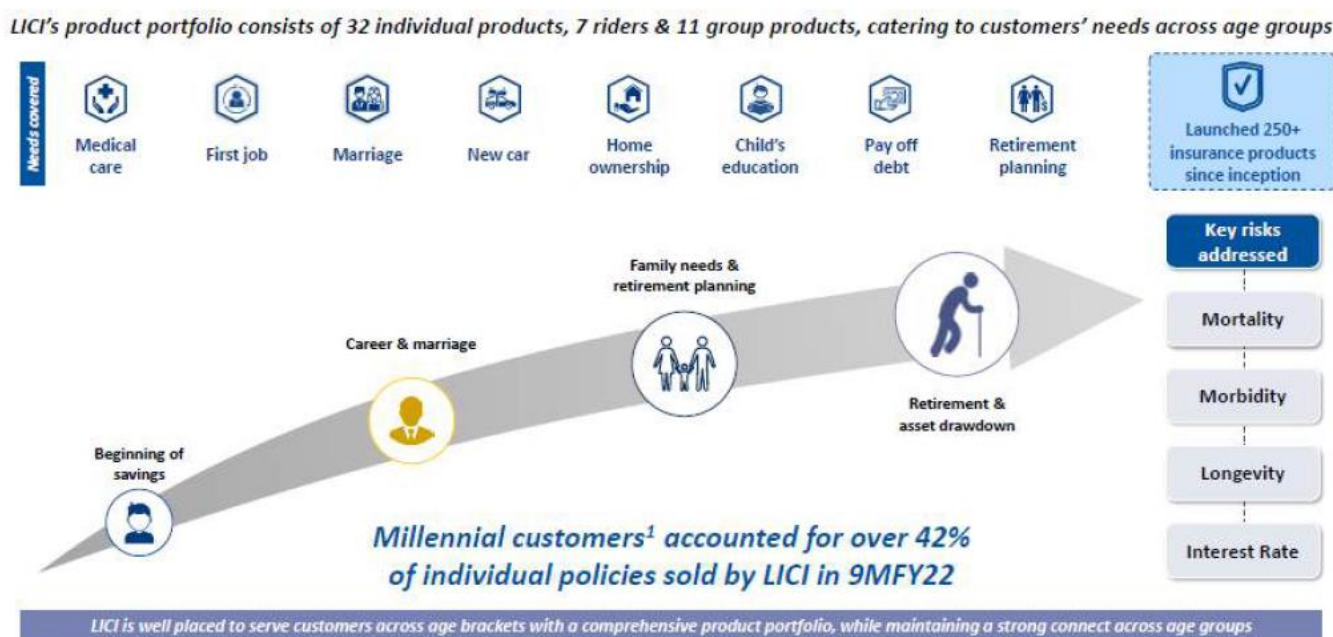 LICI's product portfolio consists of 32 individual products, 7 riders & 11 group products, catering to customers' needs across age groups
Needs covered
Medical
care
First job
Marriage
New car
Home
ownership
Child's
education
Pay off
debt
Retirement
planning
Launched 250+
insurance products
since inception
Key risks
addressed
Mortality
Morbidity
Longevity
Interest Rate
Beginning of
savings
Career & marriage
Family needs &
retirement planning
Retirement &
asset drawdown
Millennial customers¹ accounted for over 42%
of individual policies sold by LICI in 9MFY22
LICI is well placed to serve customers across age brackets with a comprehensive product portfolio, while maintaining a strong connect across age groups